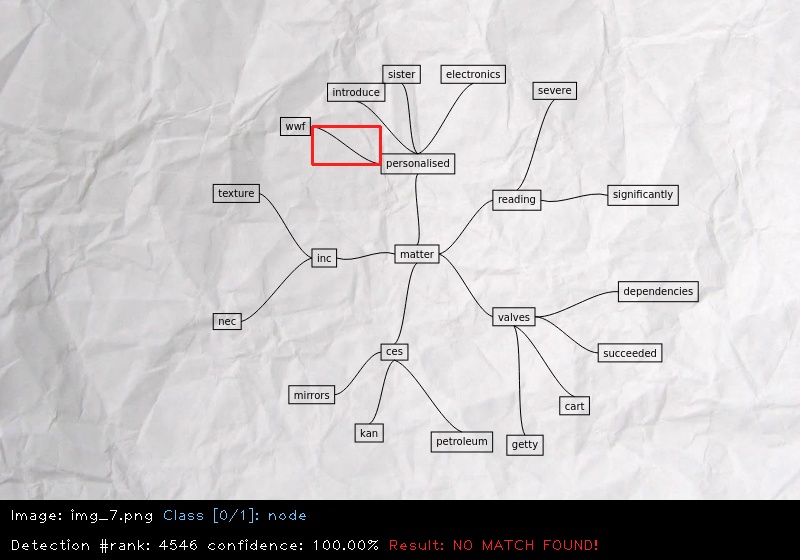 sister
electronics
introduce
severe
wwf
personalised
texture
reading
significantly
inc
matter
dependencies
nec
valves
ces
succeeded
mirrors
cart
kan
petroleum
getty
Image: img_7.png Class [0/1]: node
Detection #rank: 4546 confidence: 100.00% Result: NO MATCH FOUND!